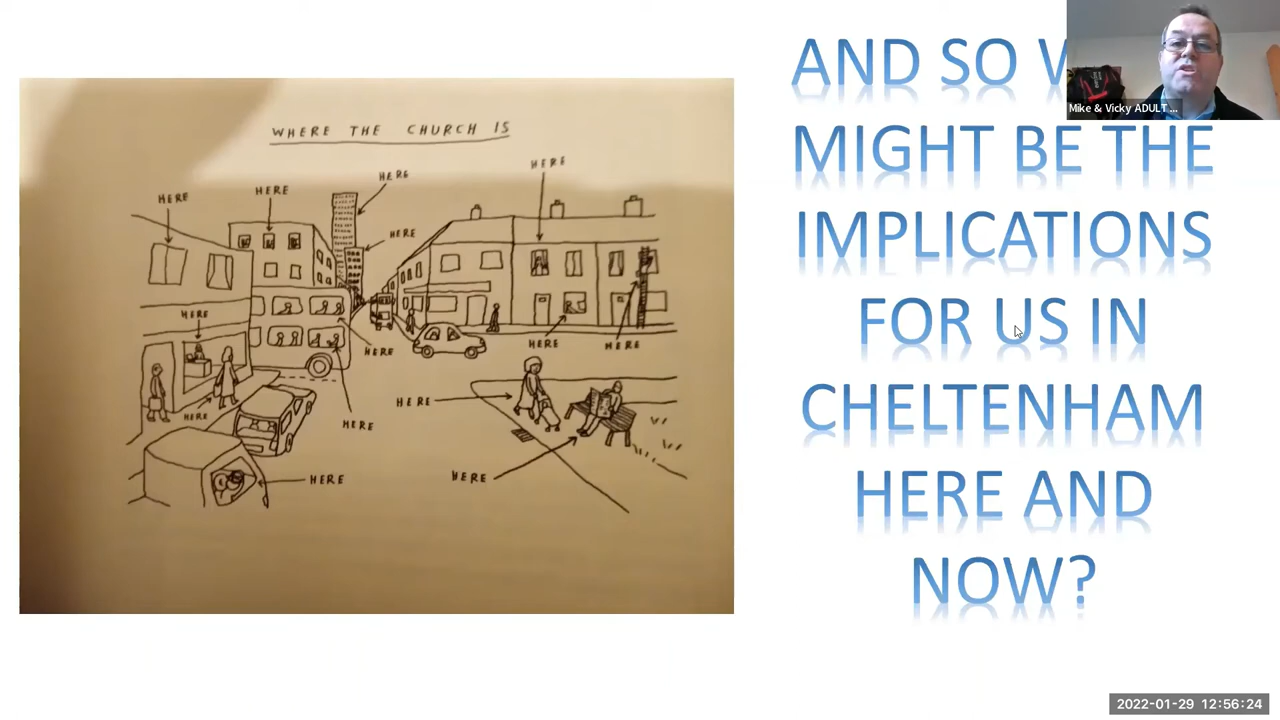 AND SO
MIGHT BE THE
IMPLICATIONS
FOR US IN
CHELTENHAM
HERE AND
NOW?
Mike & Vicky ADULT ...
WHERE THE CHURCH IS
HERE
HERE
HERE
HERE
HERE
HERE
HERE
HERE
HERE
HERE
HERE
HERE
HERE
HERE
2022-01-29 12:56:24